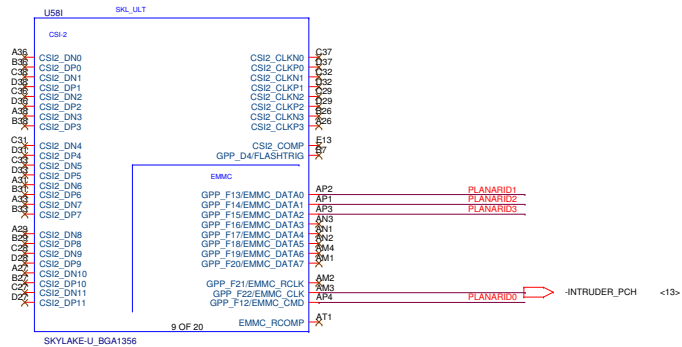 U58I SKL_ULT
CSI-2
A36 CSI2_DN0 CSI2_CLKN0 C37
B36 CSI2_DP0 CSI2_CLKP0 D37
C38 CSI2_DN1 CSI2_CLKN1 C32
D38 CSI2_DP1 CSI2_CLKP1 D32
C36 CSI2_DN2 CSI2_CLKN2 C29
D36 CSI2_DP2 CSI2_CLKP2 D29
A38 CSI2_DN3 CSI2_CLKN3 B26
B38 CSI2_DP3 CSI2_CLKP3 A26
C31 CSI2_DN4 CSI2_COMP E13
D31 CSI2_DP4 GPP_D4/FLASHTRIG B7
C33 CSI2_DN5
D33 CSI2_DP5 EMMC
A31 CSI2_DN6
B31 CSI2_DP6 GPP_F13/EMMC_DATA0 AP2 PLANARID1
A33 CSI2_DN7 GPP_F14/EMMC_DATA1 AP1 PLANARID2
B33 CSI2_DP7 GPP_F15/EMMC_DATA2 AP3 PLANARID3
GPP_F16/EMMC_DATA3 AN3
A29 CSI2_DN8 GPP_F17/EMMC_DATA4 AN1
B29 CSI2_DP8 GPP_F18/EMMC_DATA5 AN2
C28 CSI2_DN9 GPP_F19/EMMC_DATA6 AM4
D28 CSI2_DP9 GPP_F20/EMMC_DATA7 AM1
A27 CSI2_DN10
B27 CSI2_DP10 GPP_F21/EMMC_RCLK AM2
C27 CSI2_DN11 GPP_F22/EMMC_CLK AM3 -INTRUDER_PCH <13>
D27 CSI2_DP11 GPP_F12/EMMC_CMD AP4 PLANARID0
EMMC_RCOMP AT1
9 OF 20
SKYLAKE-U_BGA1356